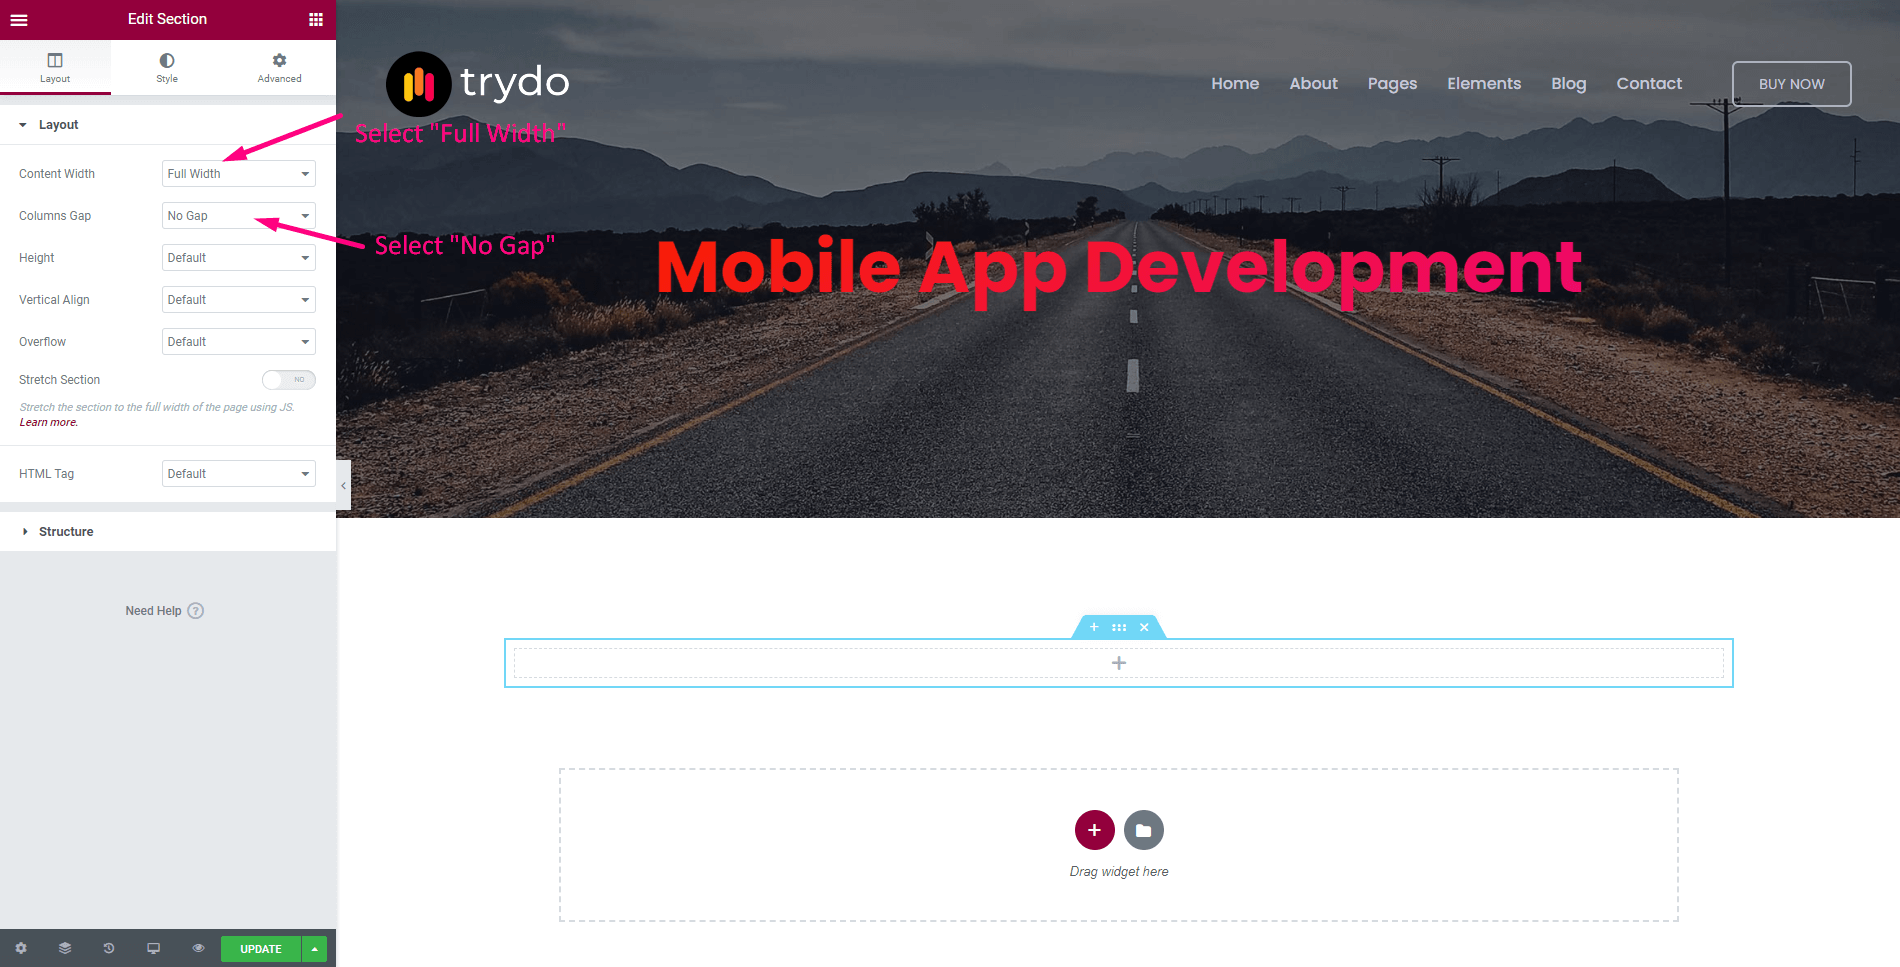 Edit Section
Layout
Style
Advanced
Layout
Content Width
Full Width
Columns Gap
No Gap
Height
Default
Vertical Align
Default
Overflow
Default
Stretch Section
NO
Stretch the section to the full width of the page using JS.
Learn more.
HTML Tag
Default
Structure
Need Help ?
UPDATE
trydo
Home
About
Pages
Elements
Blog
Contact
BUY NOW
Select "Full Width"
Select "No Gap"
Mobile App Development
Drag widget here